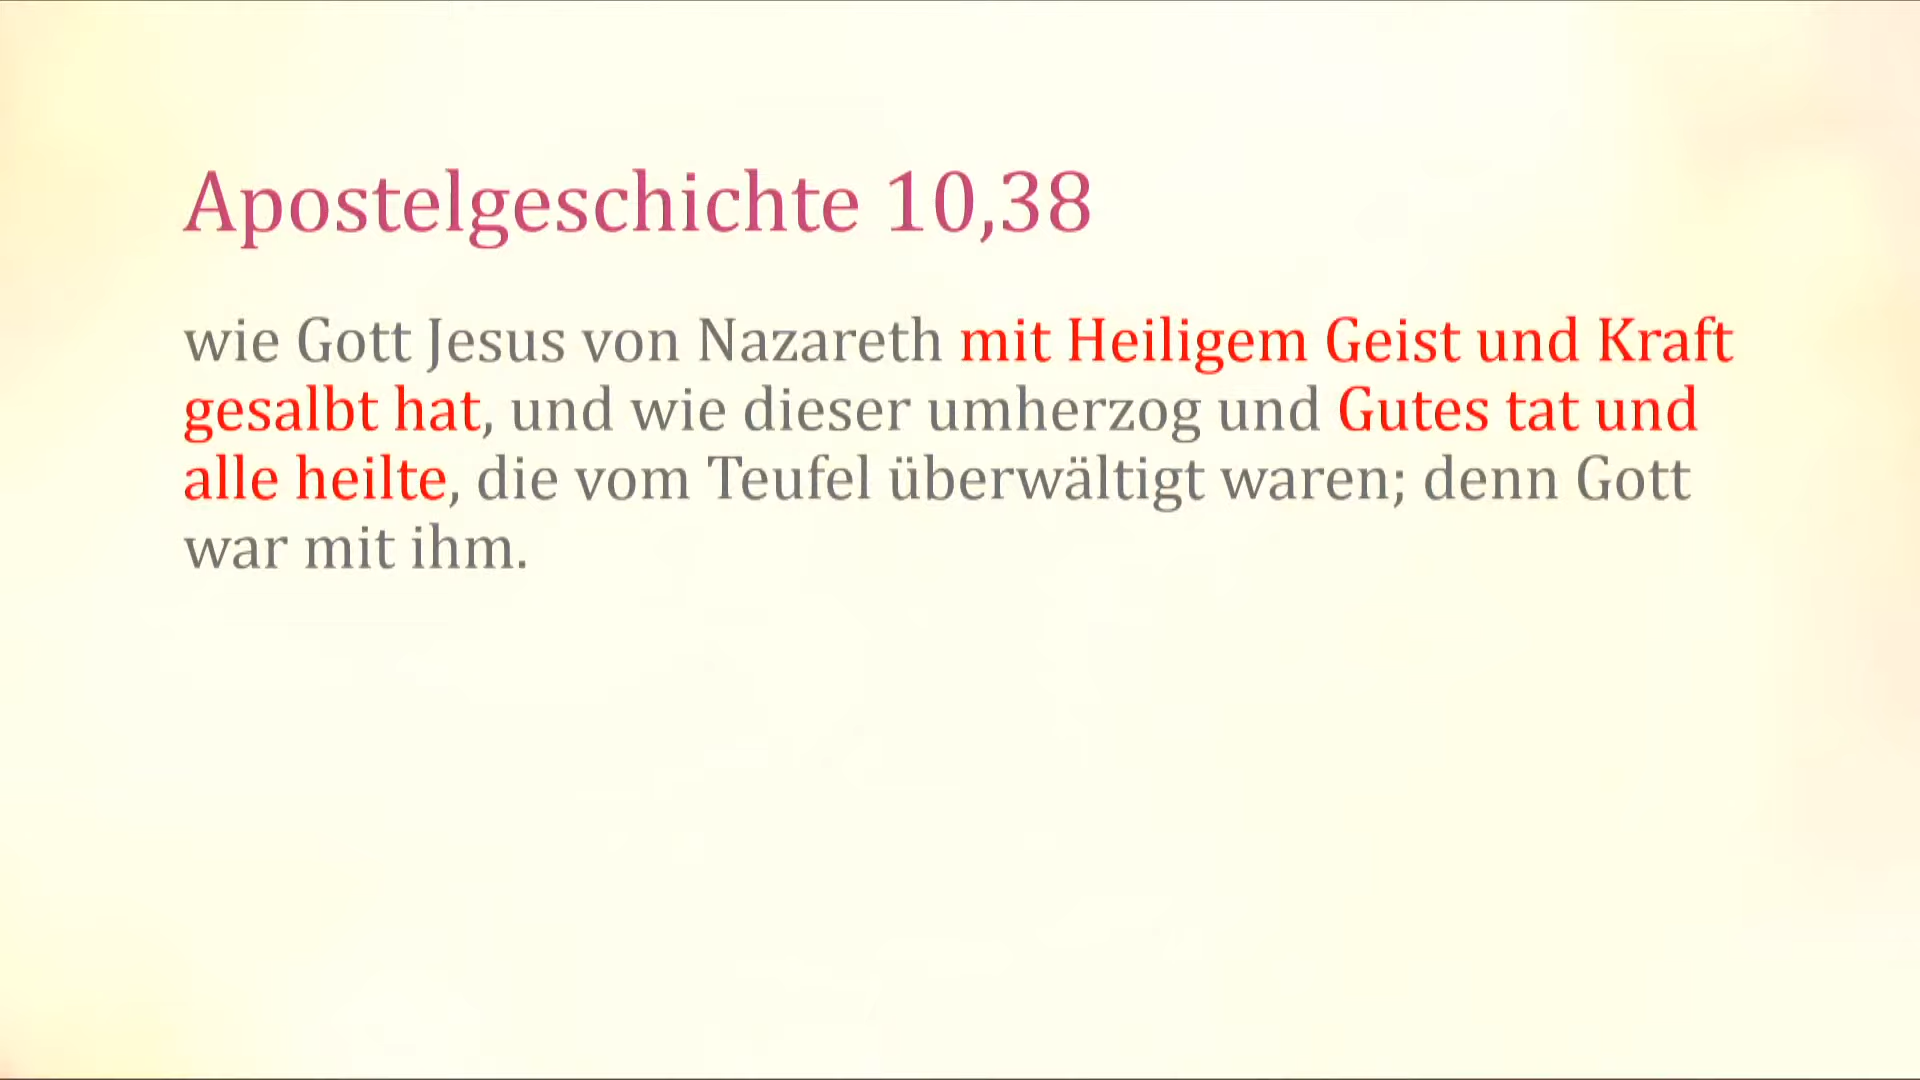 Apostelgeschichte 10,38
wie Gott Jesus von Nazareth mit Heiligem Geist und Kraft
gesalbt hat, und wie dieser umherzog und Gutes tat und
alle heilte, die vom Teufel überwältigt waren; denn Gott
war mit ihm.